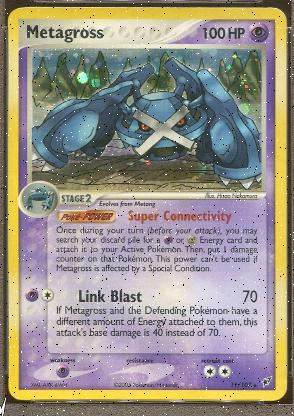 Metagross 100 HP
Illus. Hiroo Nakamura
STAGE 2 Evolves from Metang
Poké-POWER Super Connectivity
Once during your turn (before your attack), you may
search your discard pile for a or Energy card and
attach it to your Active Pokémon. Then, put 1 damage
counter on that Pokémon. This power can't be used if
Metagross is affected by a Special Condition.
Link Blast 70
If Metagross and the Defending Pokémon have a
different amount of Energy attached to them, this
attack's base damage is 40 instead of 70.
weakness resistance retreat cost
©2005 Pokémon/Nintendo